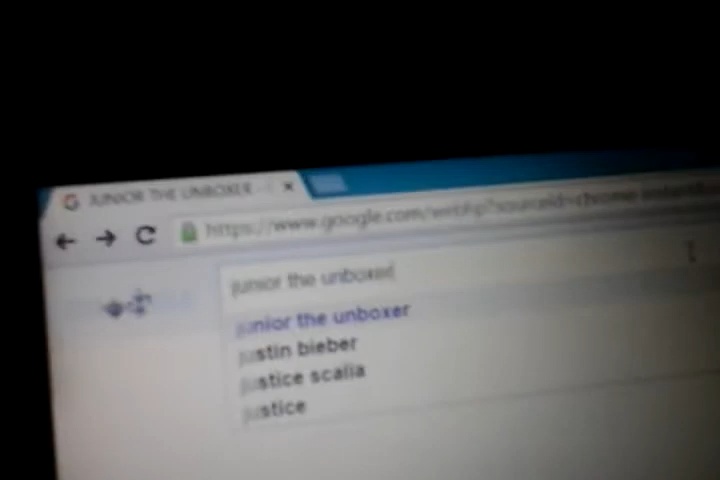 JUNIOR THE UNBOXER -
https://www.google.com/webhp?sourceid=chrome-instant
junior the unboxer
junior the unboxer
justin bieber
justice scalia
justice